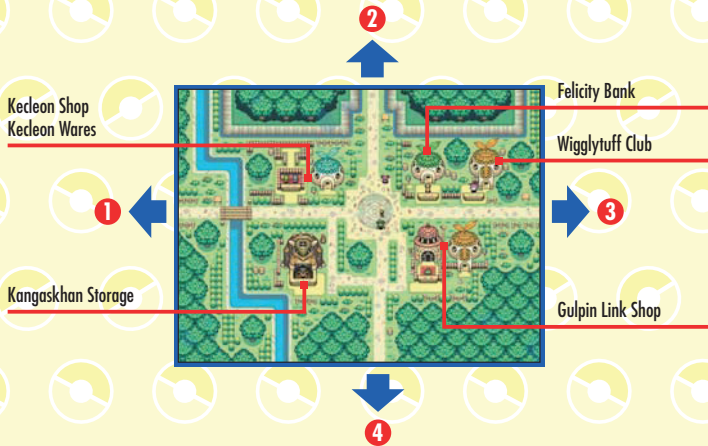 2
Kecleon Shop
Kecleon Wares
Felicity Bank
Wigglytuff Club
1
3
Kangaskhan Storage
Gulpin Link Shop
4